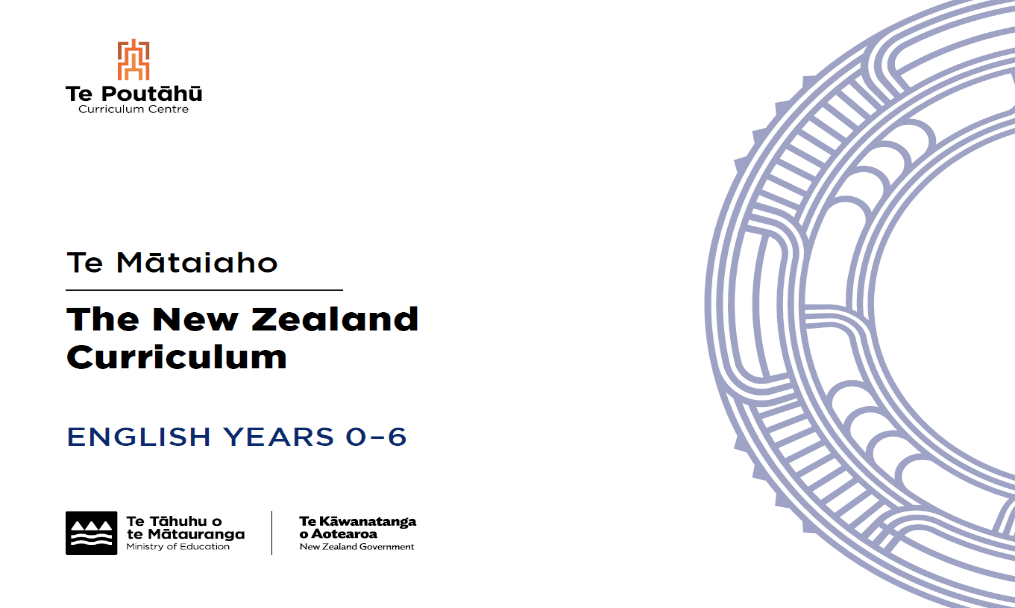 Te Poutāhū
Curriculum Centre
Te Mātaiaho
The New Zealand
Curriculum
ENGLISH YEARS 0–6
Te Tāhuhu o
te Mātauranga
Ministry of Education
Te Kāwanatanga
o Aotearoa
New Zealand Government